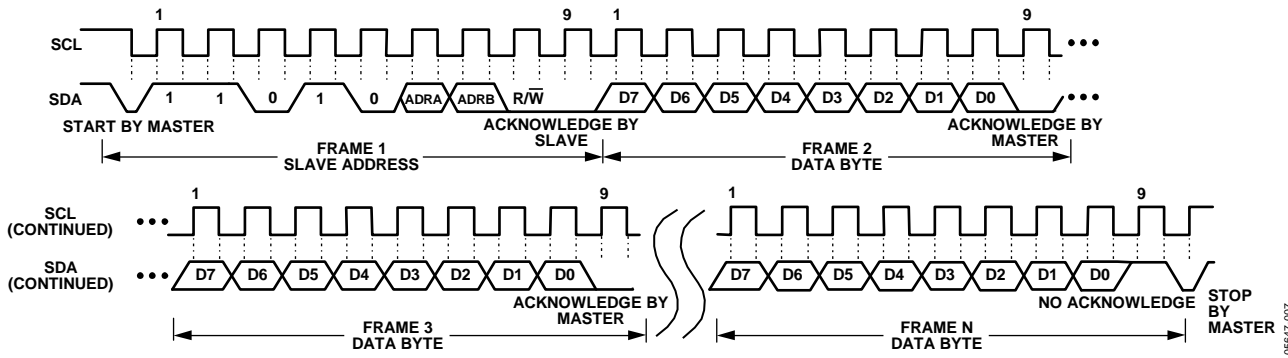 1 9 1 9
SCL
SDA 1 1 0 1 0 ADRA ADRB R/W̅ D7 D6 D5 D4 D3 D2 D1 D0
START BY MASTER
ACKNOWLEDGE BY
SLAVE
ACKNOWLEDGE BY
MASTER
FRAME 1
SLAVE ADDRESS
FRAME 2
DATA BYTE
1 9 1 9
SCL
(CONTINUED)
SDA
(CONTINUED)
D7 D6 D5 D4 D3 D2 D1 D0 D7 D6 D5 D4 D3 D2 D1 D0
ACKNOWLEDGE BY
MASTER
NO ACKNOWLEDGE
STOP
BY
MASTER
FRAME 3
DATA BYTE
FRAME N
DATA BYTE